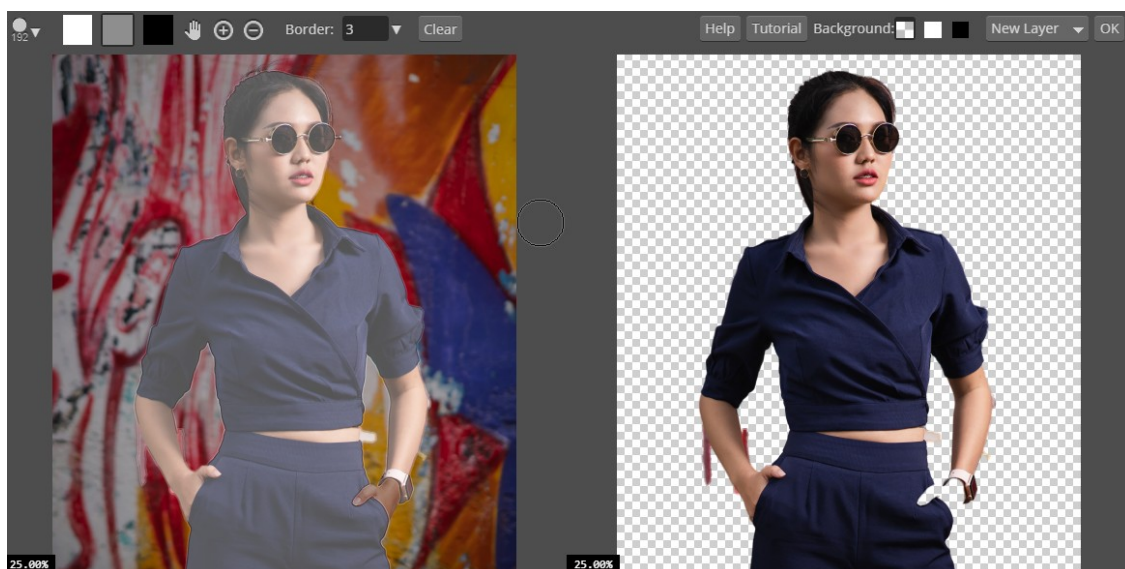 192 ▼ Border: 3 ▼ Clear Help Tutorial Background: New Layer OK
25.00% 25.00%